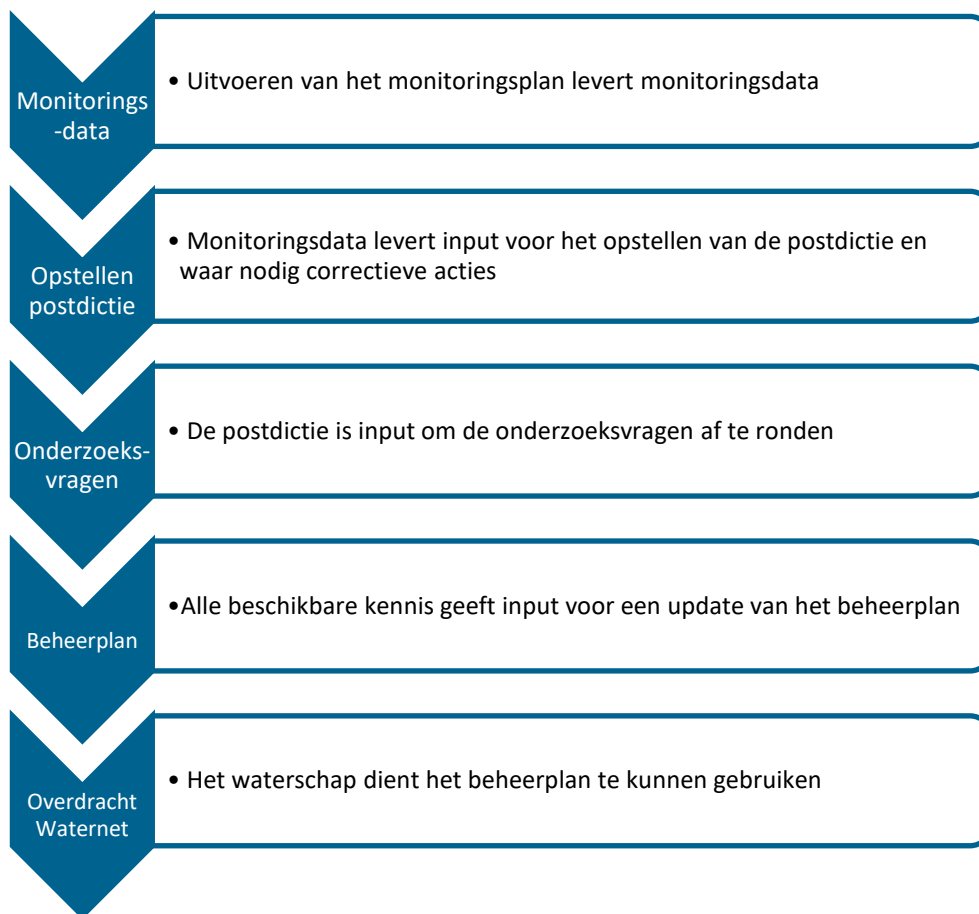 Monitorings
-data
• Uitvoeren van het monitoringsplan levert monitoringsdata
Opstellen
postdictie
• Monitoringsdata levert input voor het opstellen van de postdictie en
waar nodig correctieve acties
Onderzoeks-
vragen
• De postdictie is input om de onderzoeksvragen af te ronden
Beheerplan
•Alle beschikbare kennis geeft input voor een update van het beheerplan
Overdracht
Waternet
• Het waterschap dient het beheerplan te kunnen gebruiken